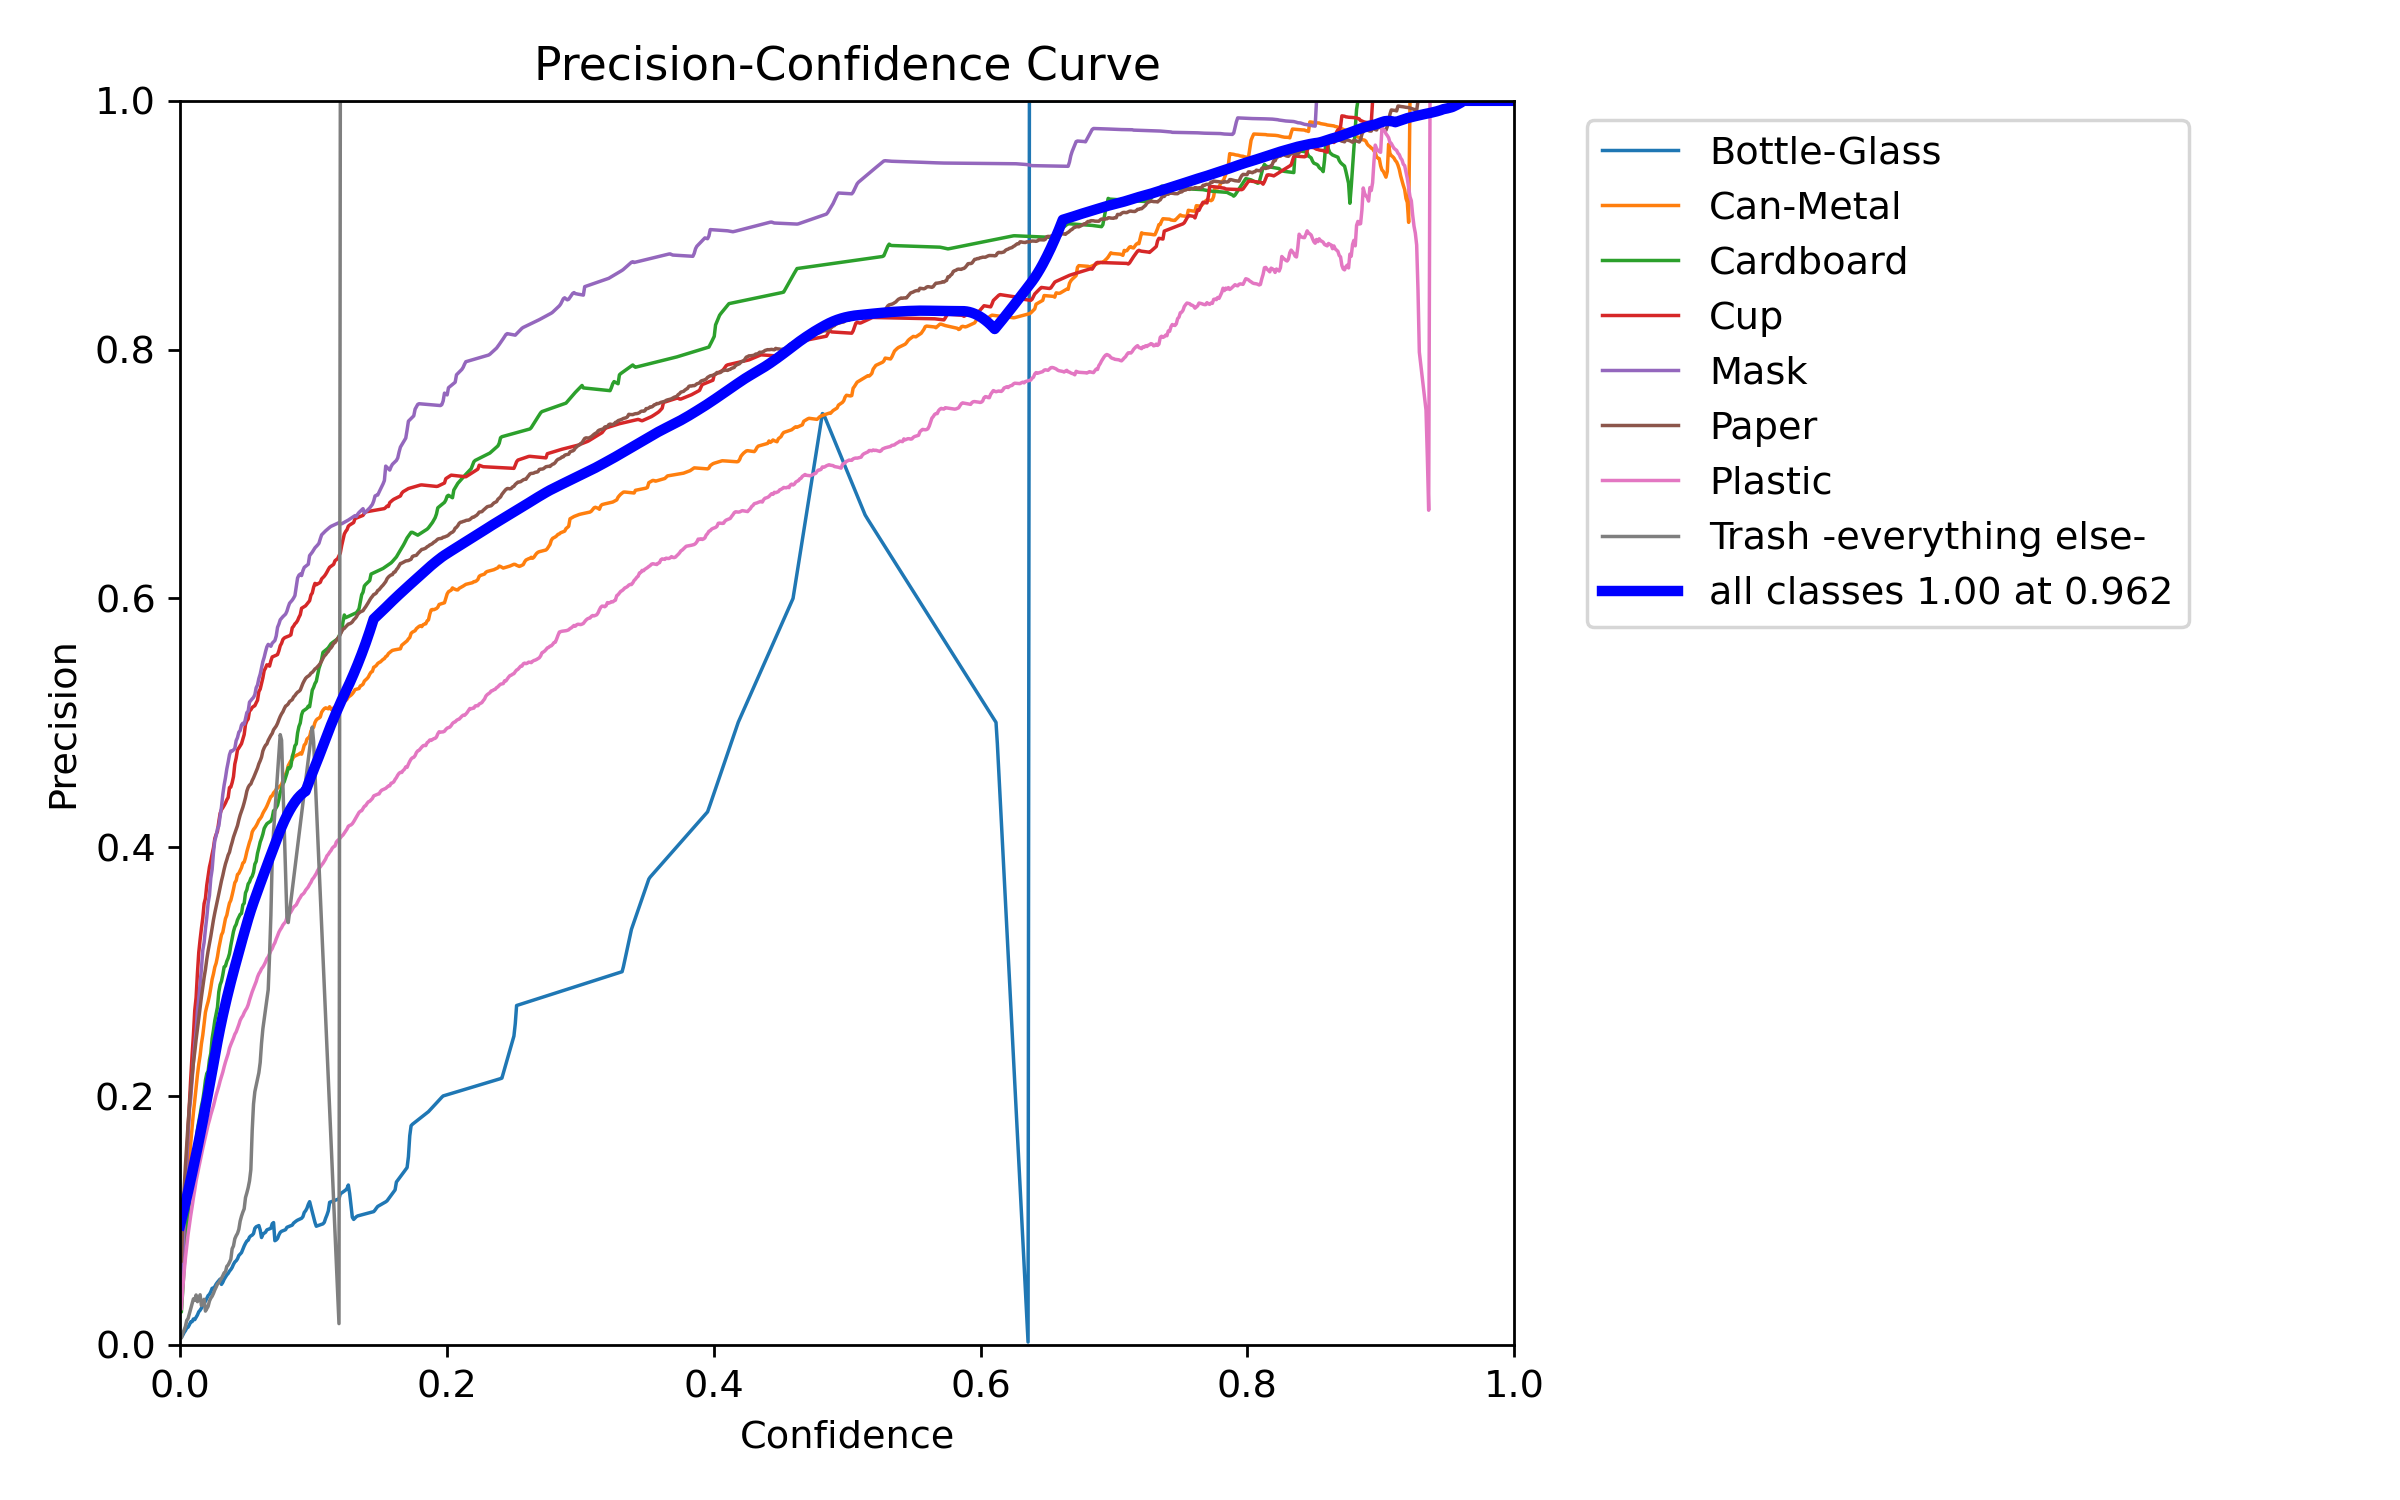 Precision-Confidence Curve
1.0
0.8
0.6
0.4
0.2
0.0
Precision
0.0 0.2 0.4 0.6 0.8 1.0
Confidence
Bottle-Glass
Can-Metal
Cardboard
Cup
Mask
Paper
Plastic
Trash -everything else-
all classes 1.00 at 0.962